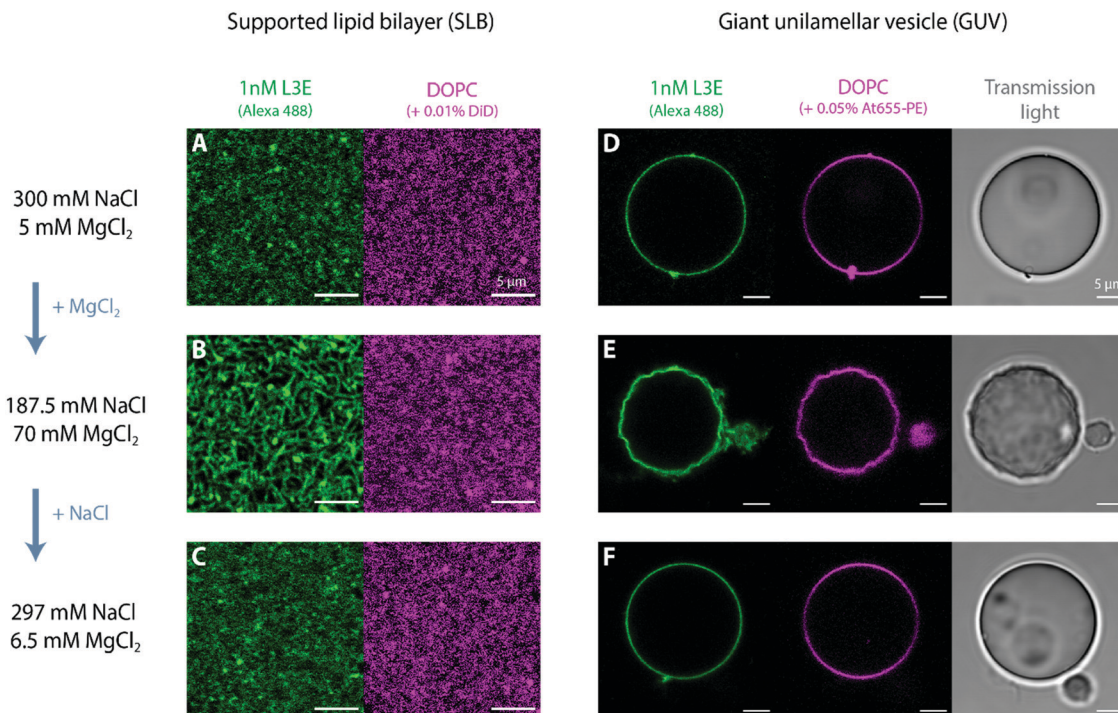 Supported lipid bilayer (SLB)
Giant unilamellar vesicle (GUV)
1nM L3E
(Alexa 488)
DOPC
(+ 0.01% DiD)
1nM L3E
(Alexa 488)
DOPC
(+ 0.05% At655-PE)
Transmission
light
300 mM NaCl
5 mM MgCl₂
A
5 µm
D
5 µm
+ MgCl₂
187.5 mM NaCl
70 mM MgCl₂
B
E
+ NaCl
297 mM NaCl
6.5 mM MgCl₂
C
F